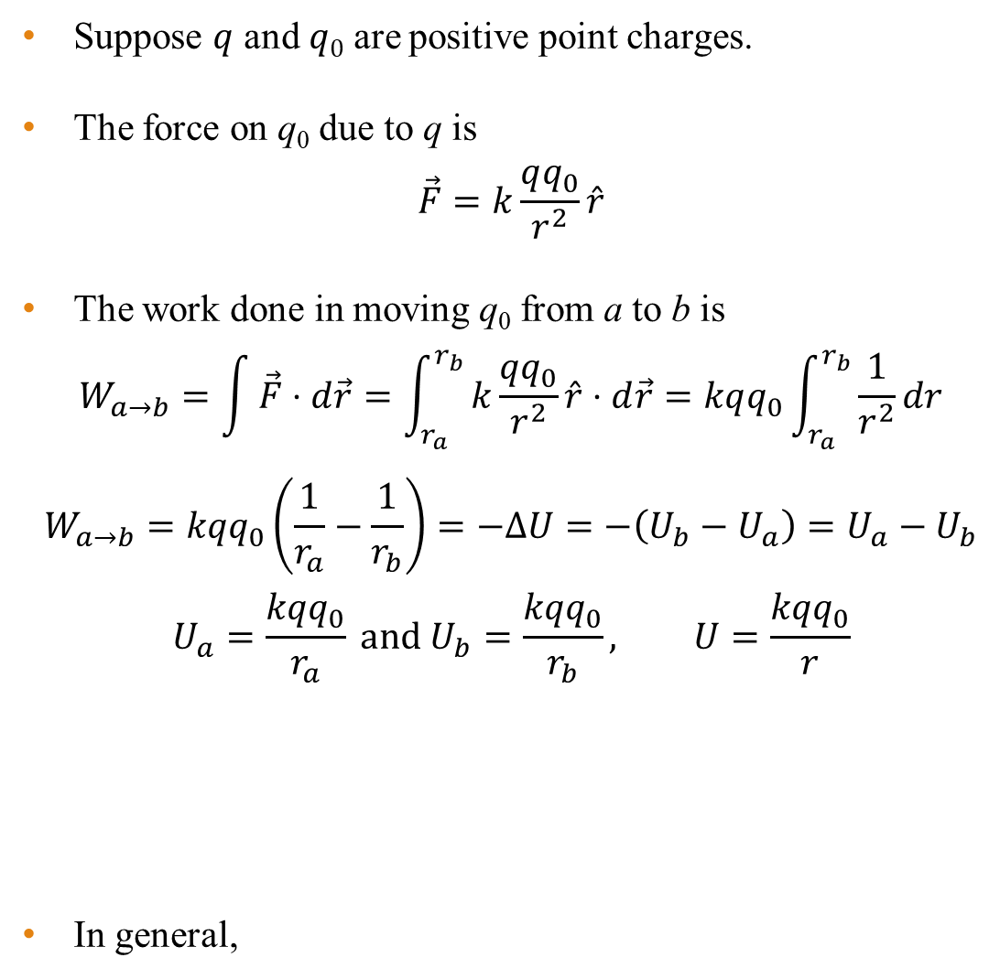 • Suppose q and q₀ are positive point charges.
• The force on q₀ due to q is
$\vec{F} = k\frac{qq_0}{r^2}\hat{r}$
• The work done in moving q₀ from a to b is
$W_{a \to b} = \int \vec{F} \cdot d\vec{r} = \int_{r_a}^{r_b} k\frac{qq_0}{r^2}\hat{r} \cdot d\vec{r} = kqq_0 \int_{r_a}^{r_b} \frac{1}{r^2} dr$
$W_{a \to b} = kqq_0 \left(\frac{1}{r_a} - \frac{1}{r_b}\right) = -\Delta U = -(U_b - U_a) = U_a - U_b$
$U_a = \frac{kqq_0}{r_a} \text{ and } U_b = \frac{kqq_0}{r_b}, \quad U = \frac{kqq_0}{r}$
• In general,